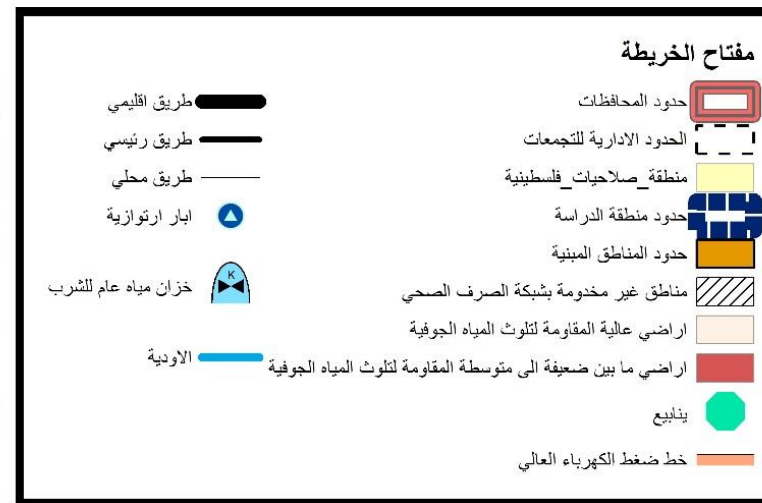 مفتاح الخريطة
حدود المحافظات
الحدود الادارية للتجمعات
منطقة_صلاحيات_فلسطينية
حدود منطقة الدراسة
حدود المناطق المبنية
مناطق غير مخدومة بشبكة الصرف الصحي
اراضي عالية المقاومة لتلوث المياه الجوفية
اراضي ما بين ضعيفة الى متوسطة المقاومة لتلوث المياه الجوفية
ينابيع
خط ضغط الكهرباء العالي
طريق اقليمي
طريق رئيسي
طريق محلي
ابار ارتوازية
K
خزان مياه عام للشرب
الاودية